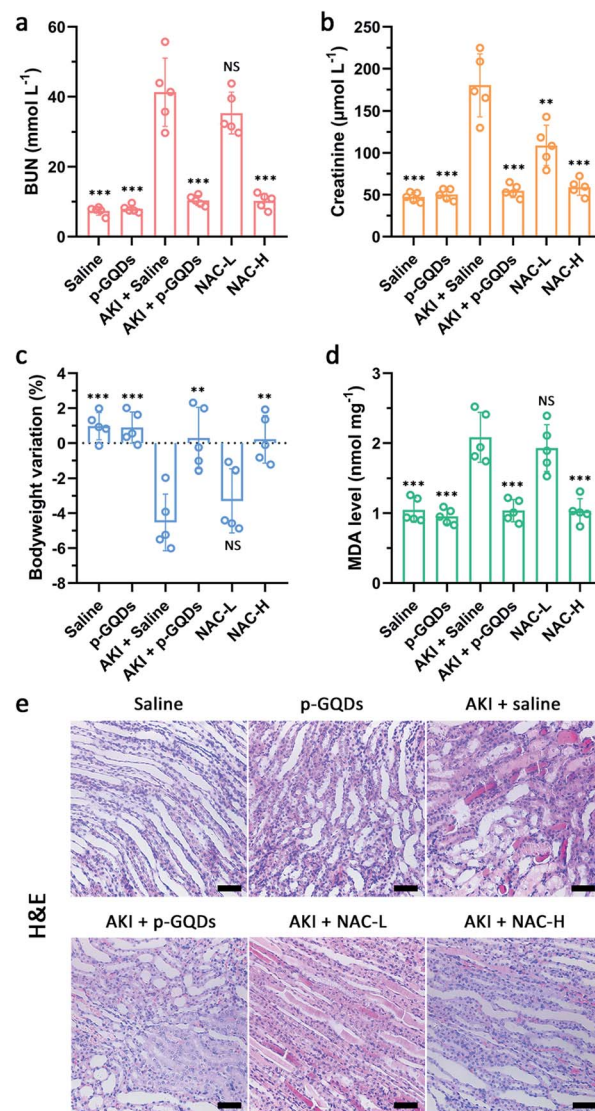 a
BUN (mmol L⁻¹)
60
40
20
0
***
***
***
NS
***
Saline
p-GQDs
AKI + Saline
AKI + p-GQDs
NAC-L
NAC-H
b
Creatinine (µmol L⁻¹)
250
200
150
100
50
0
***
***
***
**
***
Saline
p-GQDs
AKI + Saline
AKI + p-GQDs
NAC-L
NAC-H
c
Bodyweight variation (%)
4
2
0
-2
-4
-6
-8
***
***
**
NS
**
Saline
p-GQDs
AKI + Saline
AKI + p-GQDs
NAC-L
NAC-H
d
MDA level (nmol mg⁻¹)
3
2
1
0
***
***
***
NS
***
Saline
p-GQDs
AKI + Saline
AKI + p-GQDs
NAC-L
NAC-H
e
H&E
Saline
p-GQDs
AKI + saline
AKI + p-GQDs
AKI + NAC-L
AKI + NAC-H